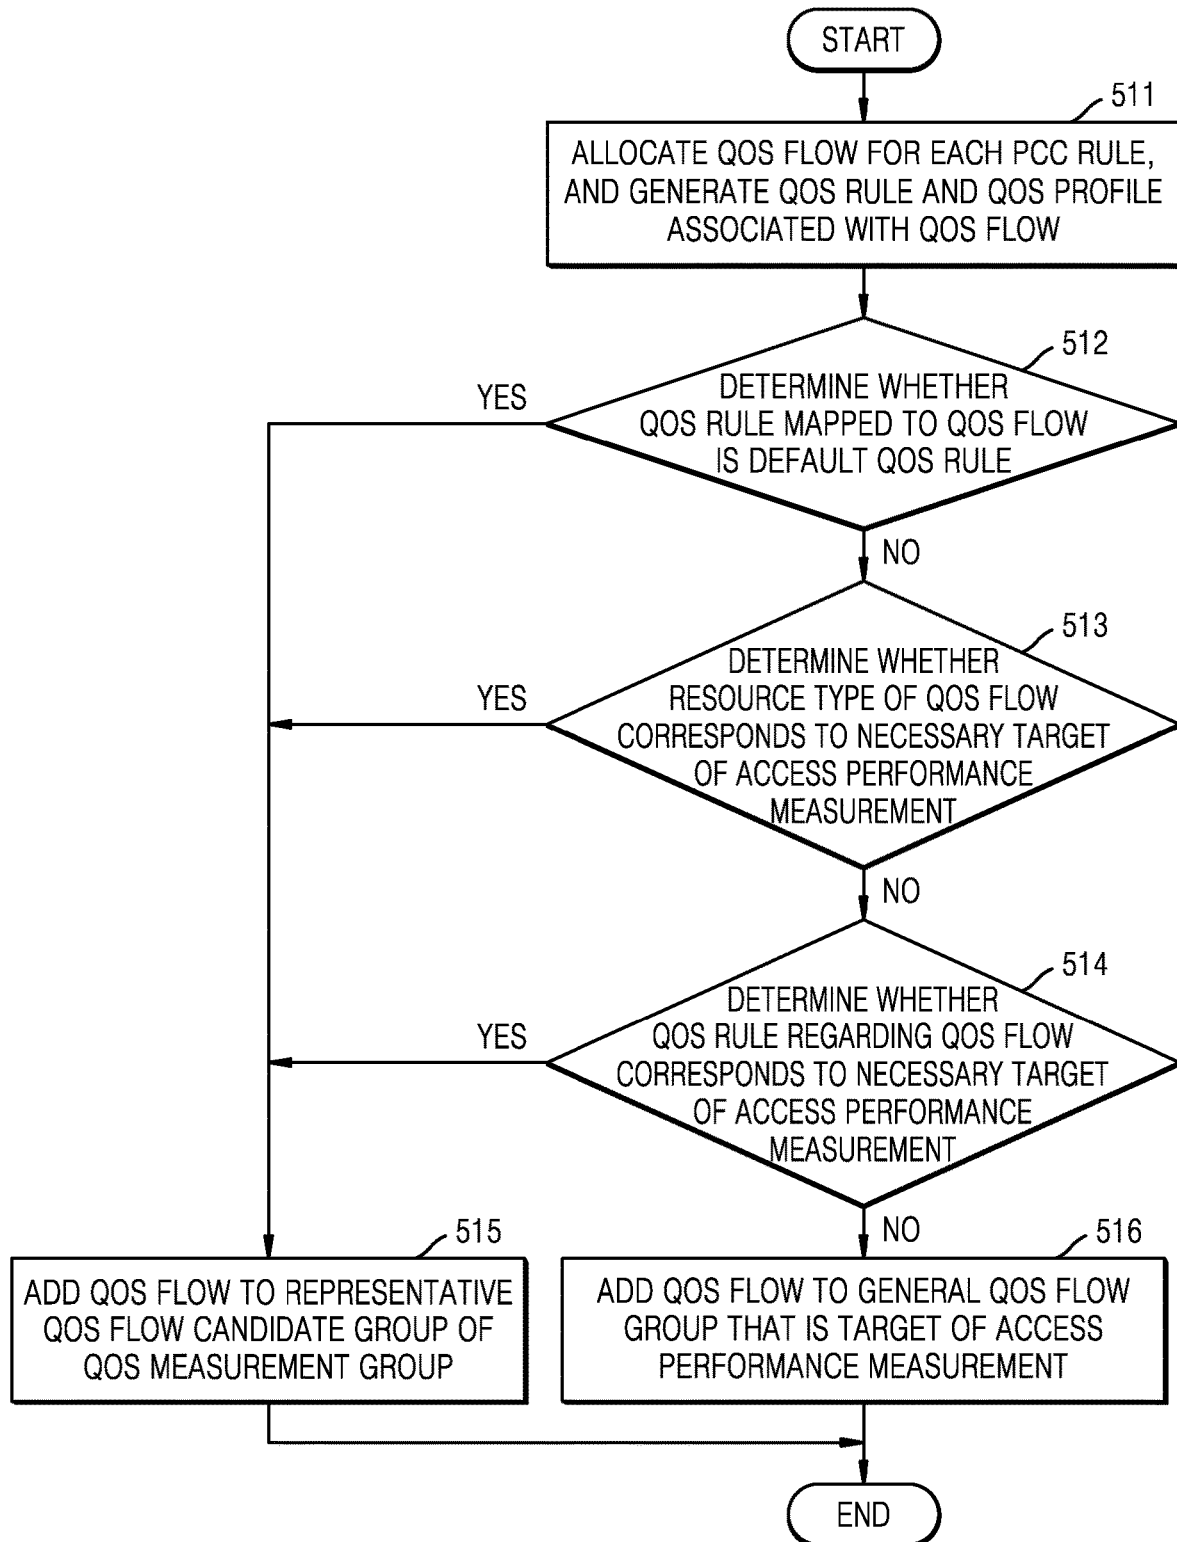 START
511
ALLOCATE QOS FLOW FOR EACH PCC RULE,
AND GENERATE QOS RULE AND QOS PROFILE
ASSOCIATED WITH QOS FLOW
512
DETERMINE WHETHER
QOS RULE MAPPED TO QOS FLOW
IS DEFAULT QOS RULE
YES
NO
513
DETERMINE WHETHER
RESOURCE TYPE OF QOS FLOW
CORRESPONDS TO NECESSARY TARGET
OF ACCESS PERFORMANCE
MEASUREMENT
YES
NO
514
DETERMINE WHETHER
QOS RULE REGARDING QOS FLOW
CORRESPONDS TO NECESSARY TARGET
OF ACCESS PERFORMANCE
MEASUREMENT
YES
NO
515
ADD QOS FLOW TO REPRESENTATIVE
QOS FLOW CANDIDATE GROUP OF
QOS MEASUREMENT GROUP
516
ADD QOS FLOW TO GENERAL QOS FLOW
GROUP THAT IS TARGET OF ACCESS
PERFORMANCE MEASUREMENT
END